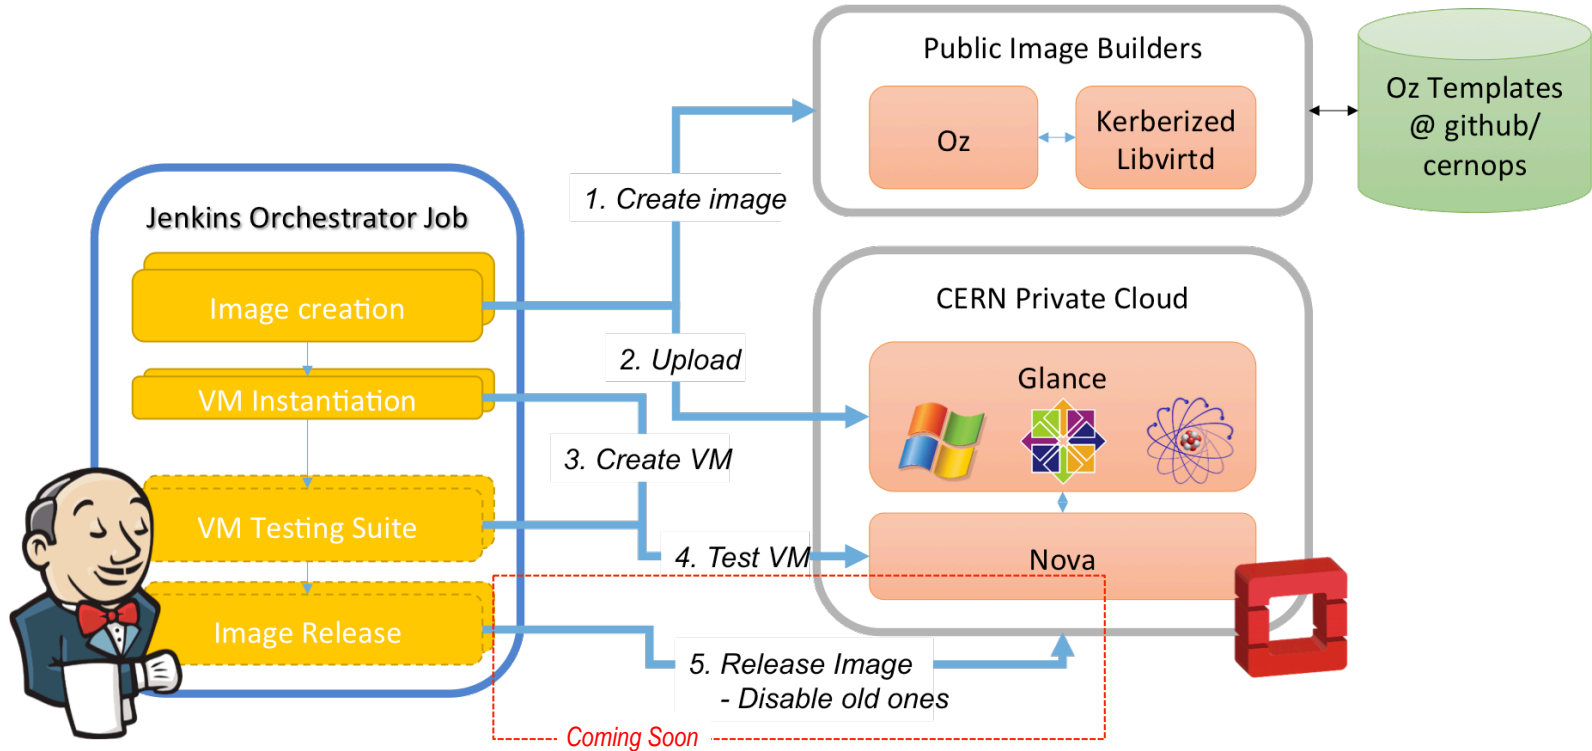 Public Image Builders
Oz
Kerberized
Libvirtd
Oz Templates
@ github/
cernops
Jenkins Orchestrator Job
Image creation
VM Instantiation
VM Testing Suite
Image Release
1. Create image
2. Upload
3. Create VM
4. Test VM
5. Release Image
- Disable old ones
Coming Soon
CERN Private Cloud
Glance
Nova